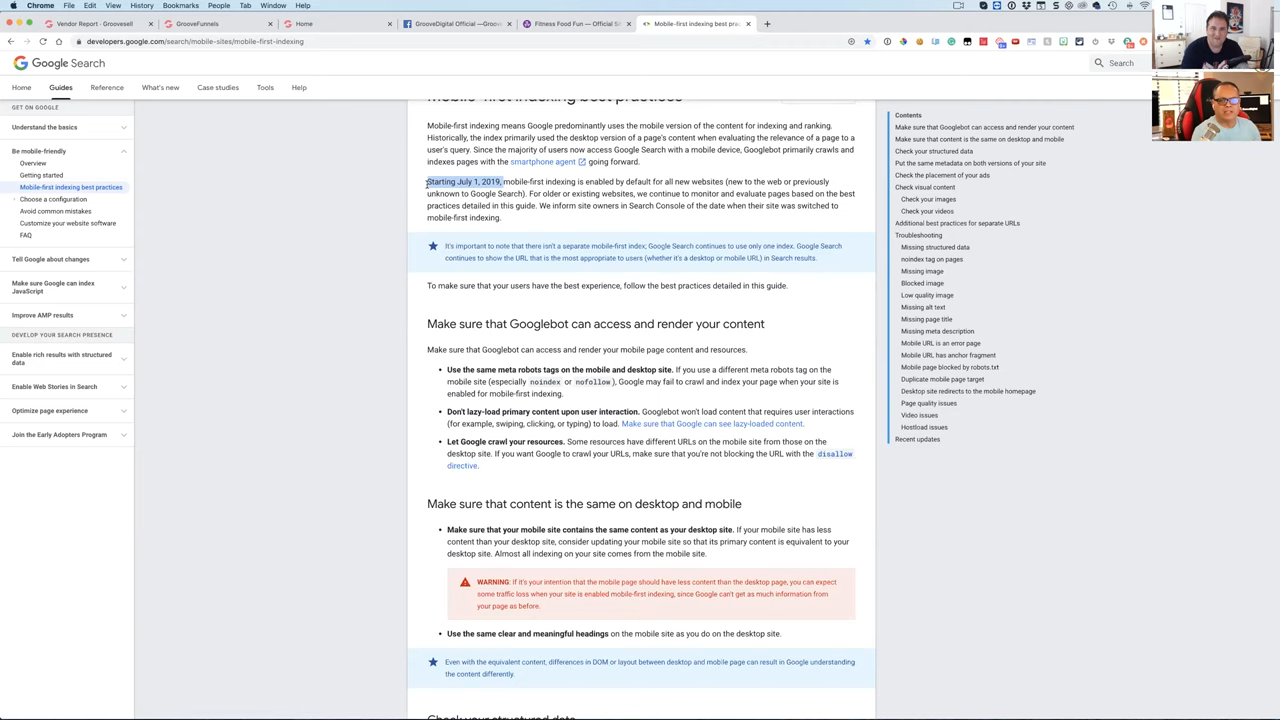 Chrome File Edit View History Bookmarks People Tab Window Help
Vendor Report - Groovesell
GrooveFunnels
Home
GrooveDigital Official —Groove
Fitness Food Fun — Official Si
Mobile-first indexing best prac
developers.google.com/search/mobile-sites/mobile-first-indexing
Google Search
Search
Home Guides Reference What's new Case studies Tools Help
GET ON GOOGLE
Understand the basics
Be mobile-friendly
Overview
Getting started
Mobile-first indexing best practices
Choose a configuration
Avoid common mistakes
Customize your website software
FAQ
Tell Google about changes
Make sure Google can index
JavaScript
Improve AMP results
DEVELOP YOUR SEARCH PRESENCE
Enable rich results with structured
data
Enable Web Stories in Search
Optimize page experience
Join the Early Adopters Program
Mobile-first indexing best practices
Mobile-first indexing means Google predominantly uses the mobile version of the content for indexing and ranking.
Historically, the index primarily used the desktop version of a page's content when evaluating the relevance of a page to a
user's query. Since the majority of users now access Google Search with a mobile device, Googlebot primarily crawls and
indexes pages with the smartphone agent going forward.
Starting July 1, 2019, mobile-first indexing is enabled by default for all new websites (new to the web or previously
unknown to Google Search). For older or existing websites, we continue to monitor and evaluate pages based on the best
practices detailed in this guide. We inform site owners in Search Console of the date when their site was switched to
mobile-first indexing.
It's important to note that there isn't a separate mobile-first index; Google Search continues to use only one index. Google Search
continues to show the URL that is the most appropriate to users (whether it's a desktop or mobile URL) in Search results.
To make sure that your users have the best experience, follow the best practices detailed in this guide.
Make sure that Googlebot can access and render your content
Make sure that Googlebot can access and render your mobile page content and resources.
• Use the same meta robots tags on the mobile and desktop site. If you use a different meta robots tag on the
mobile site (especially noindex or nofollow), Google may fail to crawl and index your page when your site is
enabled for mobile-first indexing.
• Don't lazy-load primary content upon user interaction. Googlebot won't load content that requires user interactions
(for example, swiping, clicking, or typing) to load. Make sure that Google can see lazy-loaded content.
• Let Google crawl your resources. Some resources have different URLs on the mobile site from those on the
desktop site. If you want Google to crawl your URLs, make sure that you're not blocking the URL with the disallow
directive.
Make sure that content is the same on desktop and mobile
• Make sure that your mobile site contains the same content as your desktop site. If your mobile site has less
content than your desktop site, consider updating your mobile site so that its primary content is equivalent to your
desktop site. Almost all indexing on your site comes from the mobile site.
WARNING: If it's your intention that the mobile page should have less content than the desktop page, you can expect
some traffic loss when your site is enabled mobile-first indexing, since Google can't get as much information from
your page as before.
• Use the same clear and meaningful headings on the mobile site as you do on the desktop site.
Even with the equivalent content, differences in DOM or layout between desktop and mobile page can result in Google understanding
the content differently.
Check your structured data
Contents
Make sure that Googlebot can access and render your content
Make sure that content is the same on desktop and mobile
Check your structured data
Put the same metadata on both versions of your site
Check the placement of your ads
Check visual content
Check your images
Check your videos
Additional best practices for separate URLs
Troubleshooting
Missing structured data
noindex tag on pages
Missing image
Blocked image
Low quality image
Missing alt text
Missing page title
Missing meta description
Mobile URL is an error page
Mobile URL has anchor fragment
Mobile page blocked by robots.txt
Duplicate mobile page target
Desktop site redirects to the mobile homepage
Page quality issues
Video issues
Hostload issues
Recent updates